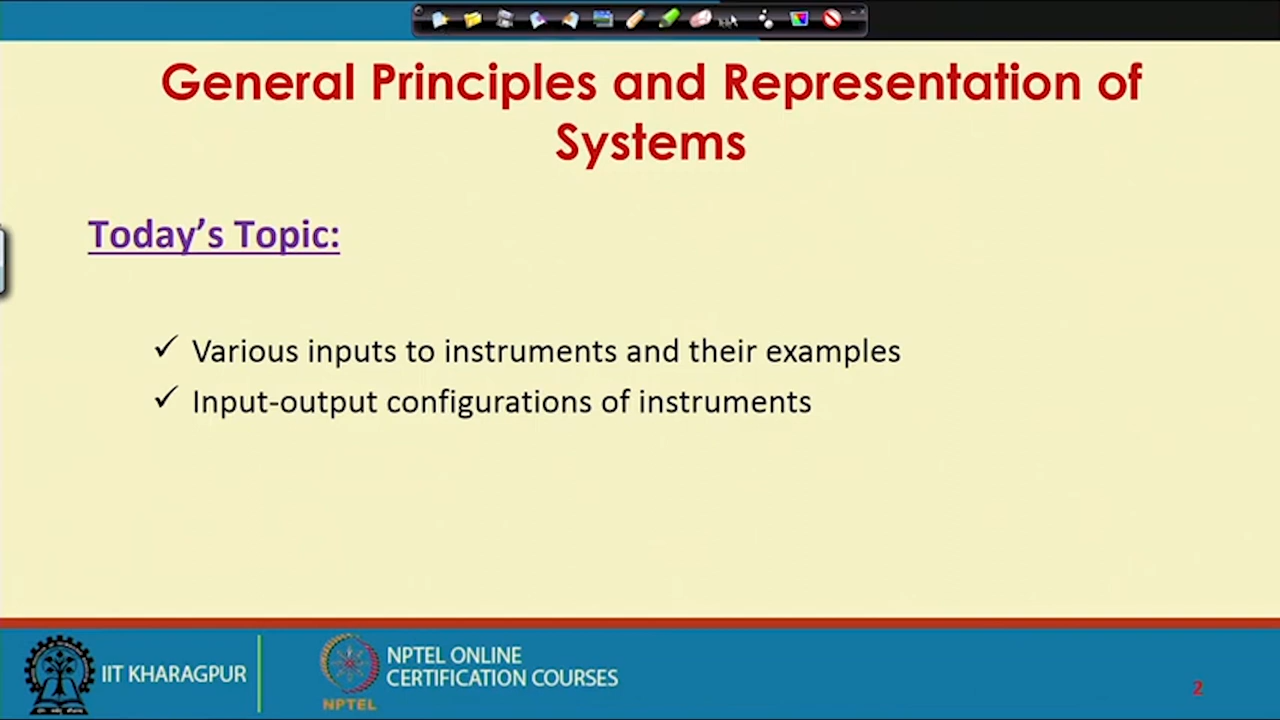 General Principles and Representation of
Systems
Today's Topic:
✓ Various inputs to instruments and their examples
✓ Input-output configurations of instruments
IIT KHARAGPUR
NPTEL ONLINE
CERTIFICATION COURSES
NPTEL
2